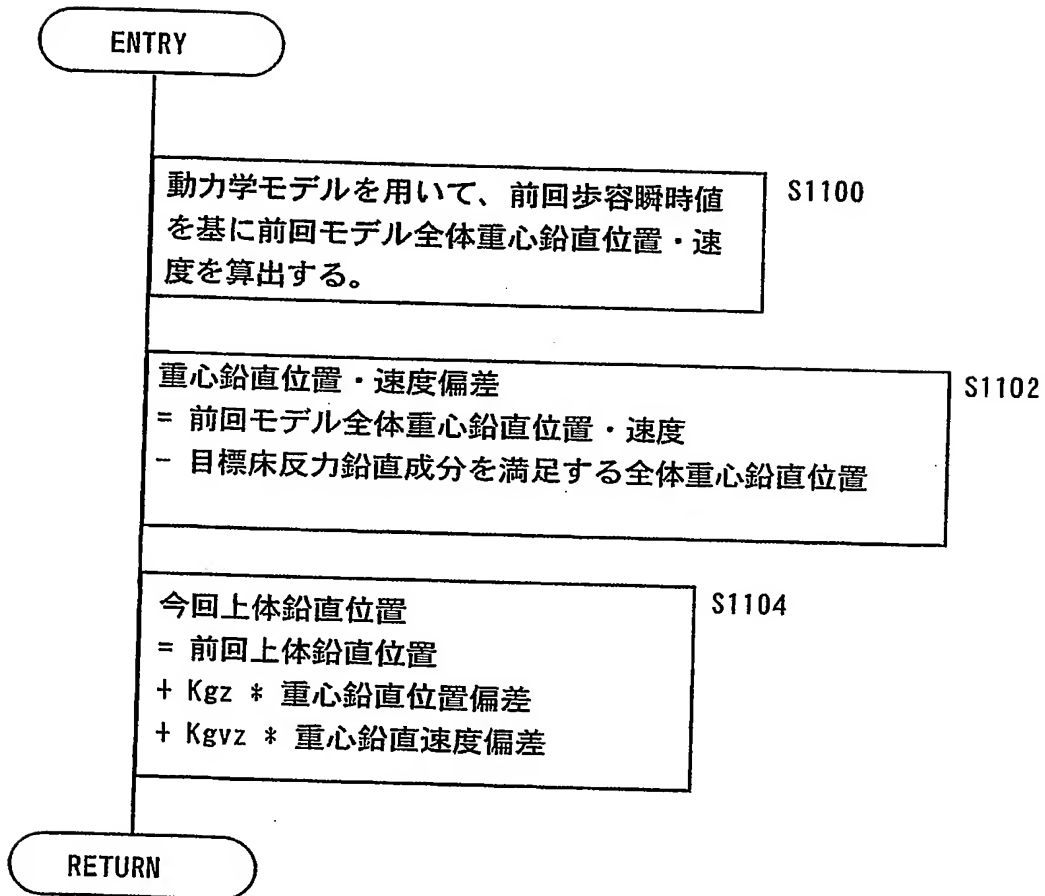 ENTRY
動力学モデルを用いて、前回歩容瞬時値
を基に前回モデル全体重心鉛直位置・速
度を算出する。
S1100
重心鉛直位置・速度偏差
= 前回モデル全体重心鉛直位置・速度
- 目標床反力鉛直成分を満足する全体重心鉛直位置
S1102
今回上体鉛直位置
= 前回上体鉛直位置
+ Kgz * 重心鉛直位置偏差
+ Kgvz * 重心鉛直速度偏差
S1104
RETURN